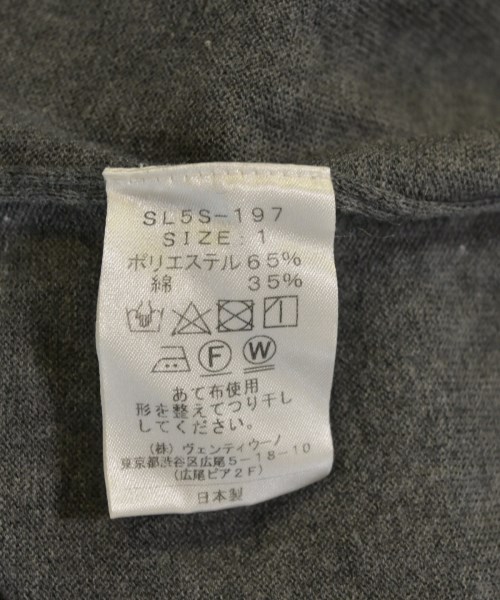 SL5S-197
SIZE:1
ポリエステル65%
綿 35%
F W
あて布使用
形を整えてつり干し
してください。
(株)ヴェンティウーノ
東京都渋谷区広尾5-18-10
(広尾ピア2F)
日本製